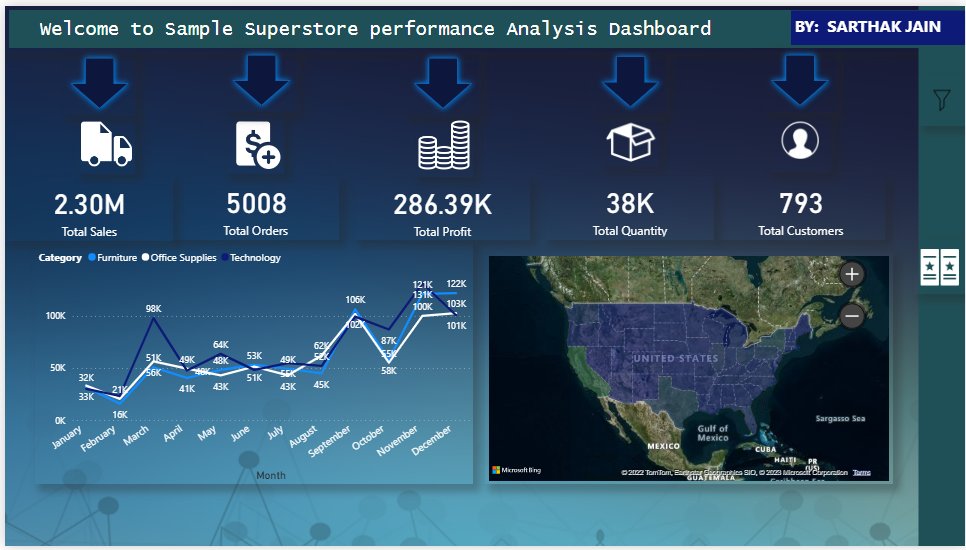 Welcome to Sample Superstore performance Analysis Dashboard
BY: SARTHAK JAIN
2.30M
Total Sales
5008
Total Orders
286.39K
Total Profit
38K
Total Quantity
793
Total Customers
Category Furniture Office Supplies Technology
100K
50K
0K
32K
33K
21K
16K
98K
51K
56K
49K
41K
48K
64K
48K
43K
53K
51K
49K
43K
62K
52K
45K
106K
102K
87K
55K
58K
121K
131K
100K
122K
103K
101K
January
February
March
April
May
June
July
August
September
October
November
December
Month
UNITED STATES
Sargasso Sea
Gulf of
Mexico
MEXICO
CUBA
HAITI
PR
(US)
GUATEMALA
Caribbean Sea
Microsoft Bing
© 2022 TomTom, Earthstar Geographics SIO, © 2023 Microsoft Corporation Terms